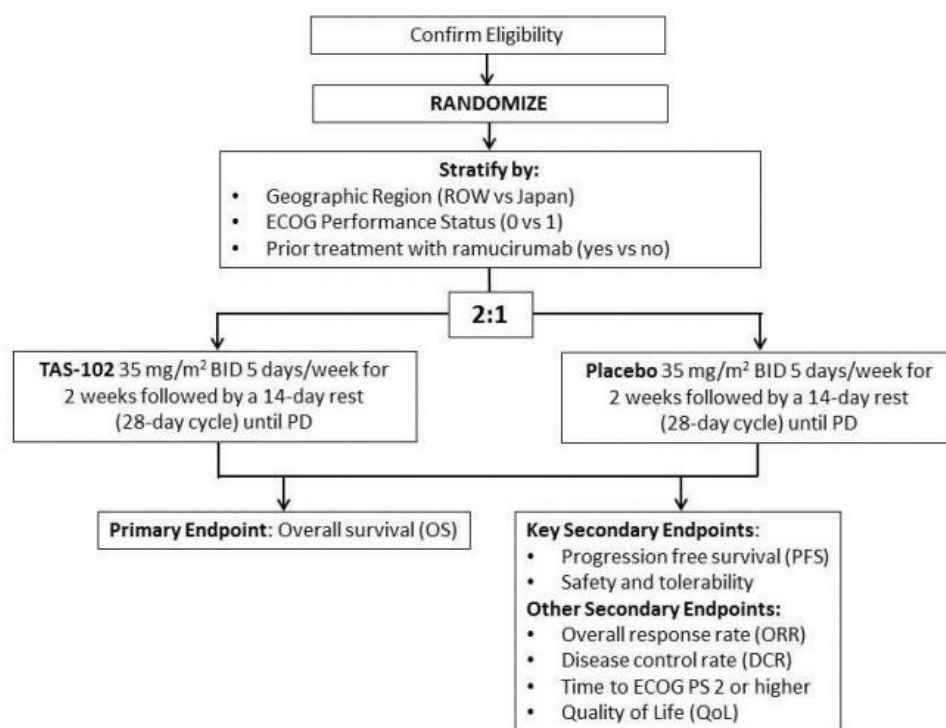 Confirm Eligibility
RANDOMIZE
Stratify by:
• Geographic Region (ROW vs Japan)
• ECOG Performance Status (0 vs 1)
• Prior treatment with ramucirumab (yes vs no)
2:1
TAS-102 35 mg/m² BID 5 days/week for
2 weeks followed by a 14-day rest
(28-day cycle) until PD
Placebo 35 mg/m² BID 5 days/week for
2 weeks followed by a 14-day rest
(28-day cycle) until PD
Primary Endpoint: Overall survival (OS)
Key Secondary Endpoints:
• Progression free survival (PFS)
• Safety and tolerability
Other Secondary Endpoints:
• Overall response rate (ORR)
• Disease control rate (DCR)
• Time to ECOG PS 2 or higher
• Quality of Life (QoL)